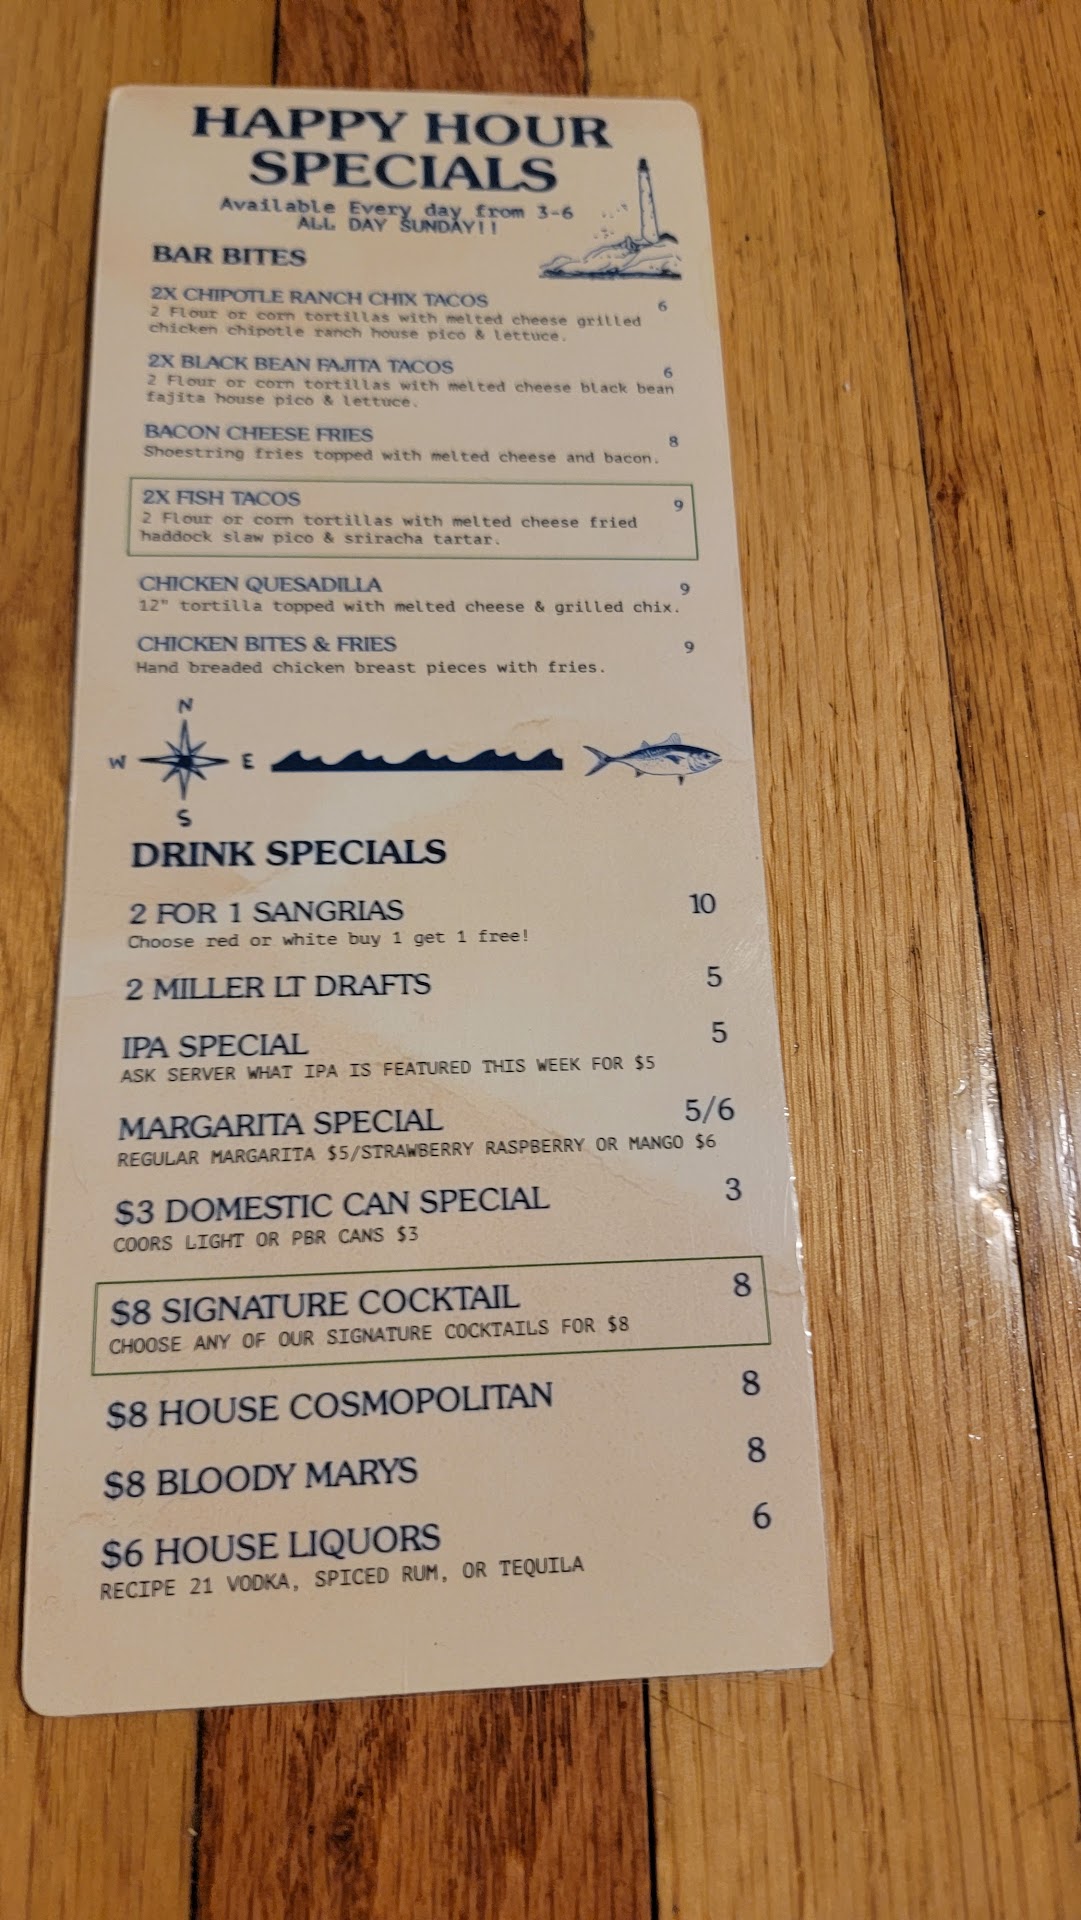 HAPPY HOUR
SPECIALS
Available Every day from 3-6
ALL DAY SUNDAY!!
BAR BITES
2X CHIPOTLE RANCH CHIX TACOS 6
2 Flour or corn tortillas with melted cheese grilled
chicken chipotle ranch house pico & lettuce.
2X BLACK BEAN FAJITA TACOS 6
2 Flour or corn tortillas with melted cheese black bean
fajita house pico & lettuce.
BACON CHEESE FRIES 8
Shoestring fries topped with melted cheese and bacon.
2X FISH TACOS 9
2 Flour or corn tortillas with melted cheese fried
haddock slaw pico & sriracha tartar.
CHICKEN QUESADILLA 9
12" tortilla topped with melted cheese & grilled chix.
CHICKEN BITES & FRIES 9
Hand breaded chicken breast pieces with fries.
N
W E
S
DRINK SPECIALS
2 FOR 1 SANGRIAS 10
Choose red or white buy 1 get 1 free!
2 MILLER LT DRAFTS 5
IPA SPECIAL 5
ASK SERVER WHAT IPA IS FEATURED THIS WEEK FOR $5
MARGARITA SPECIAL 5/6
REGULAR MARGARITA $5/STRAWBERRY RASPBERRY OR MANGO $6
$3 DOMESTIC CAN SPECIAL 3
COORS LIGHT OR PBR CANS $3
$8 SIGNATURE COCKTAIL 8
CHOOSE ANY OF OUR SIGNATURE COCKTAILS FOR $8
$8 HOUSE COSMOPOLITAN 8
$8 BLOODY MARYS 8
$6 HOUSE LIQUORS 6
RECIPE 21 VODKA, SPICED RUM, OR TEQUILA